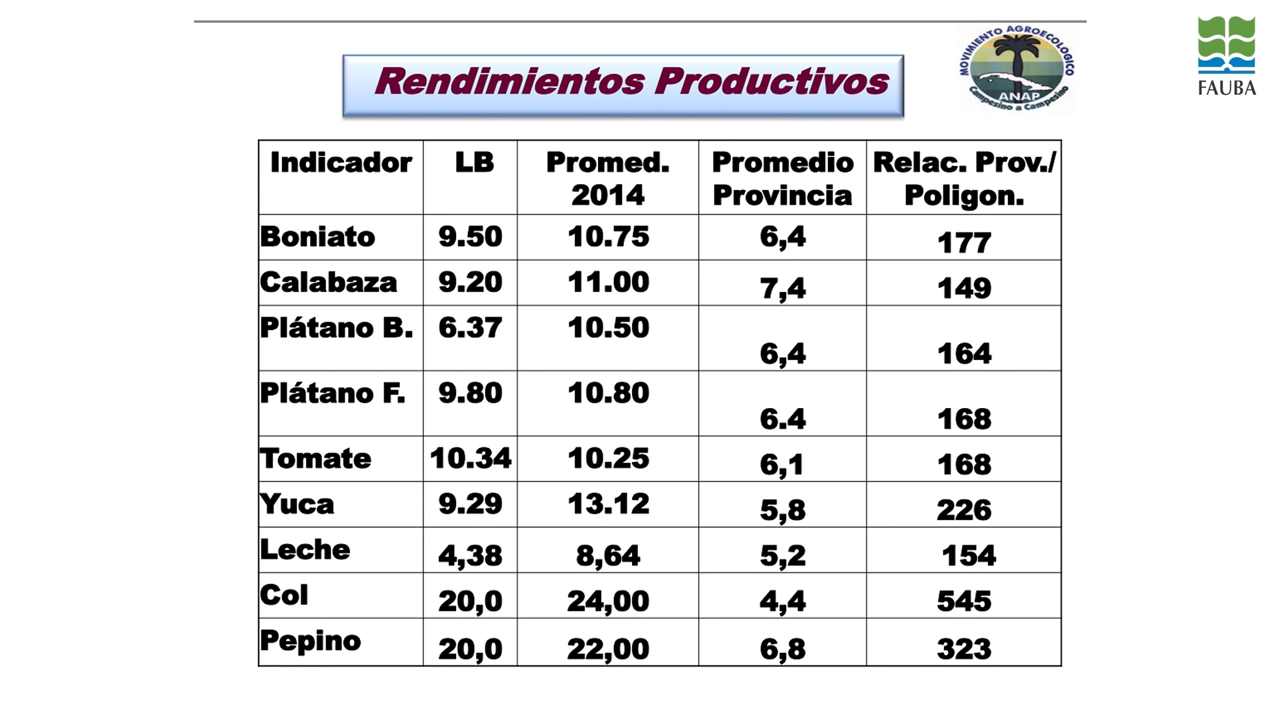 Rendimientos Productivos
MOVIMIENTO AGROECOLOGICO
ANAP
Campesino a Campesino
FAUBA
Indicador LB Promed. 2014 Promedio Provincia Relac. Prov./ Poligon.
Boniato 9.50 10.75 6,4 177
Calabaza 9.20 11.00 7,4 149
Plátano B. 6.37 10.50 6,4 164
Plátano F. 9.80 10.80 6.4 168
Tomate 10.34 10.25 6,1 168
Yuca 9.29 13.12 5,8 226
Leche 4,38 8,64 5,2 154
Col 20,0 24,00 4,4 545
Pepino 20,0 22,00 6,8 323